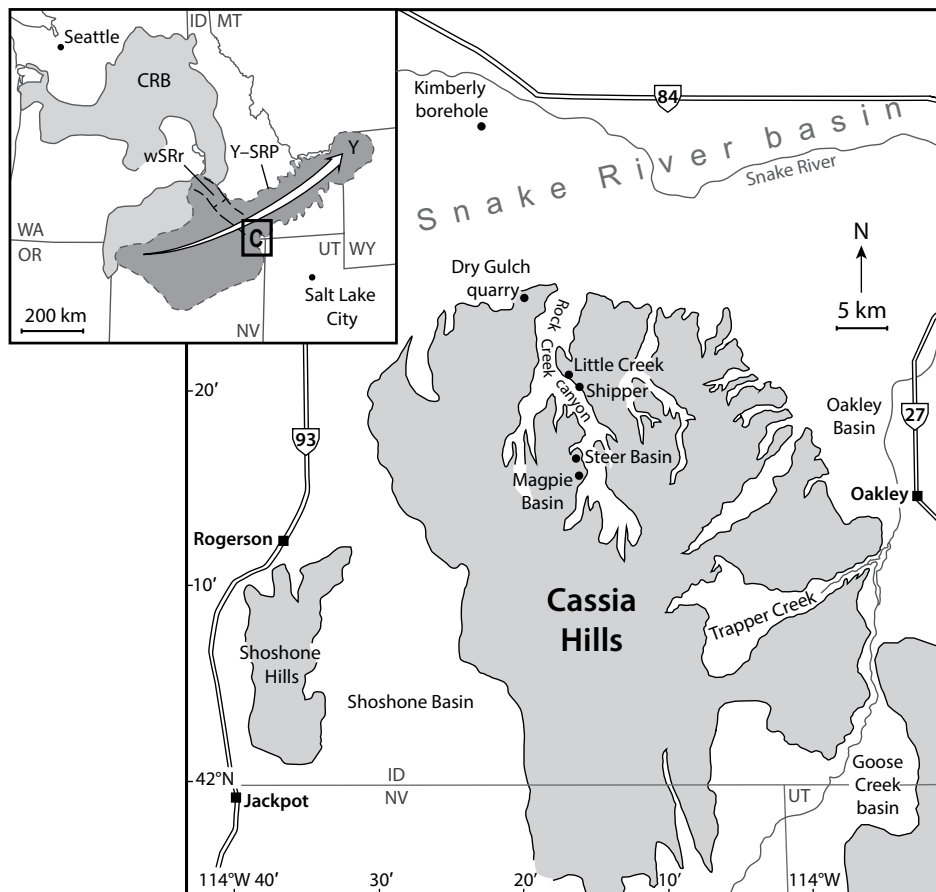 Seattle
ID
MT
CRB
wSRr
Y–SRP
Y
WA
OR
C
UT
WY
Salt Lake
City
200 km
NV
Kimberly
borehole
84
Snake River basin
Snake River
N
5 km
Dry Gulch
quarry
Rock Creek canyon
Little Creek
Shipper
Steer Basin
Magpie
Basin
20′
93
Oakley
Basin
27
Oakley
Rogerson
10′
Cassia
Hills
Trapper Creek
Shoshone
Hills
Shoshone Basin
42°N
ID
NV
UT
Goose
Creek
basin
Jackpot
114°W 40′
30′
20′
10′
114°W